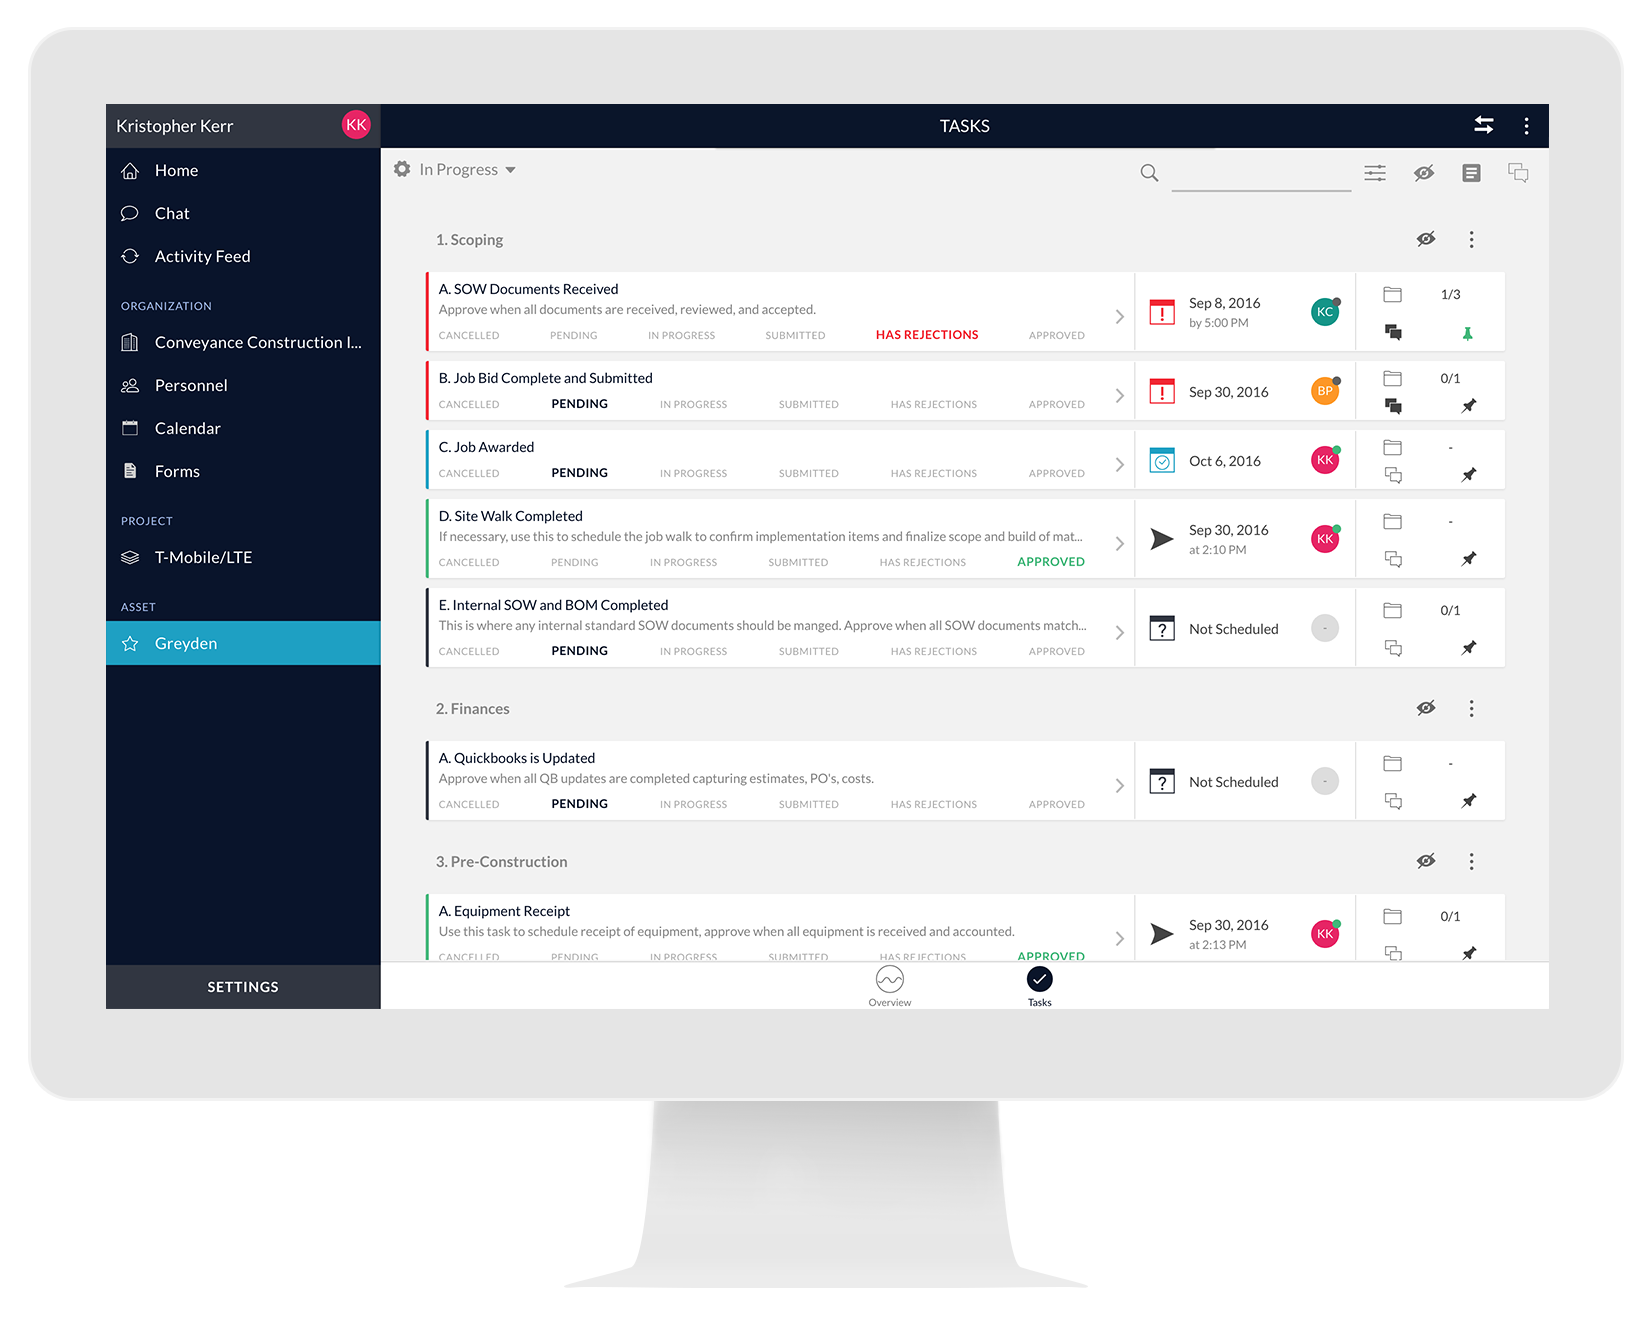 Kristopher Kerr
KK
TASKS
Home
Chat
Activity Feed
ORGANIZATION
Conveyance Construction I...
Personnel
Calendar
Forms
PROJECT
T-Mobile/LTE
ASSET
Greyden
SETTINGS
In Progress
1. Scoping
A. SOW Documents Received
Approve when all documents are received, reviewed, and accepted.
CANCELLED PENDING IN PROGRESS SUBMITTED HAS REJECTIONS APPROVED
Sep 8, 2016
by 5:00 PM
KC
1/3
B. Job Bid Complete and Submitted
CANCELLED PENDING IN PROGRESS SUBMITTED HAS REJECTIONS APPROVED
Sep 30, 2016
BP
0/1
C. Job Awarded
CANCELLED PENDING IN PROGRESS SUBMITTED HAS REJECTIONS APPROVED
Oct 6, 2016
KK
-
D. Site Walk Completed
If necessary, use this to schedule the job walk to confirm implementation items and finalize scope and build of mat...
CANCELLED PENDING IN PROGRESS SUBMITTED HAS REJECTIONS APPROVED
Sep 30, 2016
at 2:10 PM
KK
-
E. Internal SOW and BOM Completed
This is where any internal standard SOW documents should be manged. Approve when all SOW documents match...
CANCELLED PENDING IN PROGRESS SUBMITTED HAS REJECTIONS APPROVED
?
Not Scheduled
-
0/1
2. Finances
A. Quickbooks is Updated
Approve when all QB updates are completed capturing estimates, PO's, costs.
CANCELLED PENDING IN PROGRESS SUBMITTED HAS REJECTIONS APPROVED
?
Not Scheduled
-
-
3. Pre-Construction
A. Equipment Receipt
Use this task to schedule receipt of equipment, approve when all equipment is received and accounted.
CANCELLED PENDING IN PROGRESS SUBMITTED HAS REJECTIONS APPROVED
Sep 30, 2016
at 2:13 PM
KK
0/1
Overview
Tasks